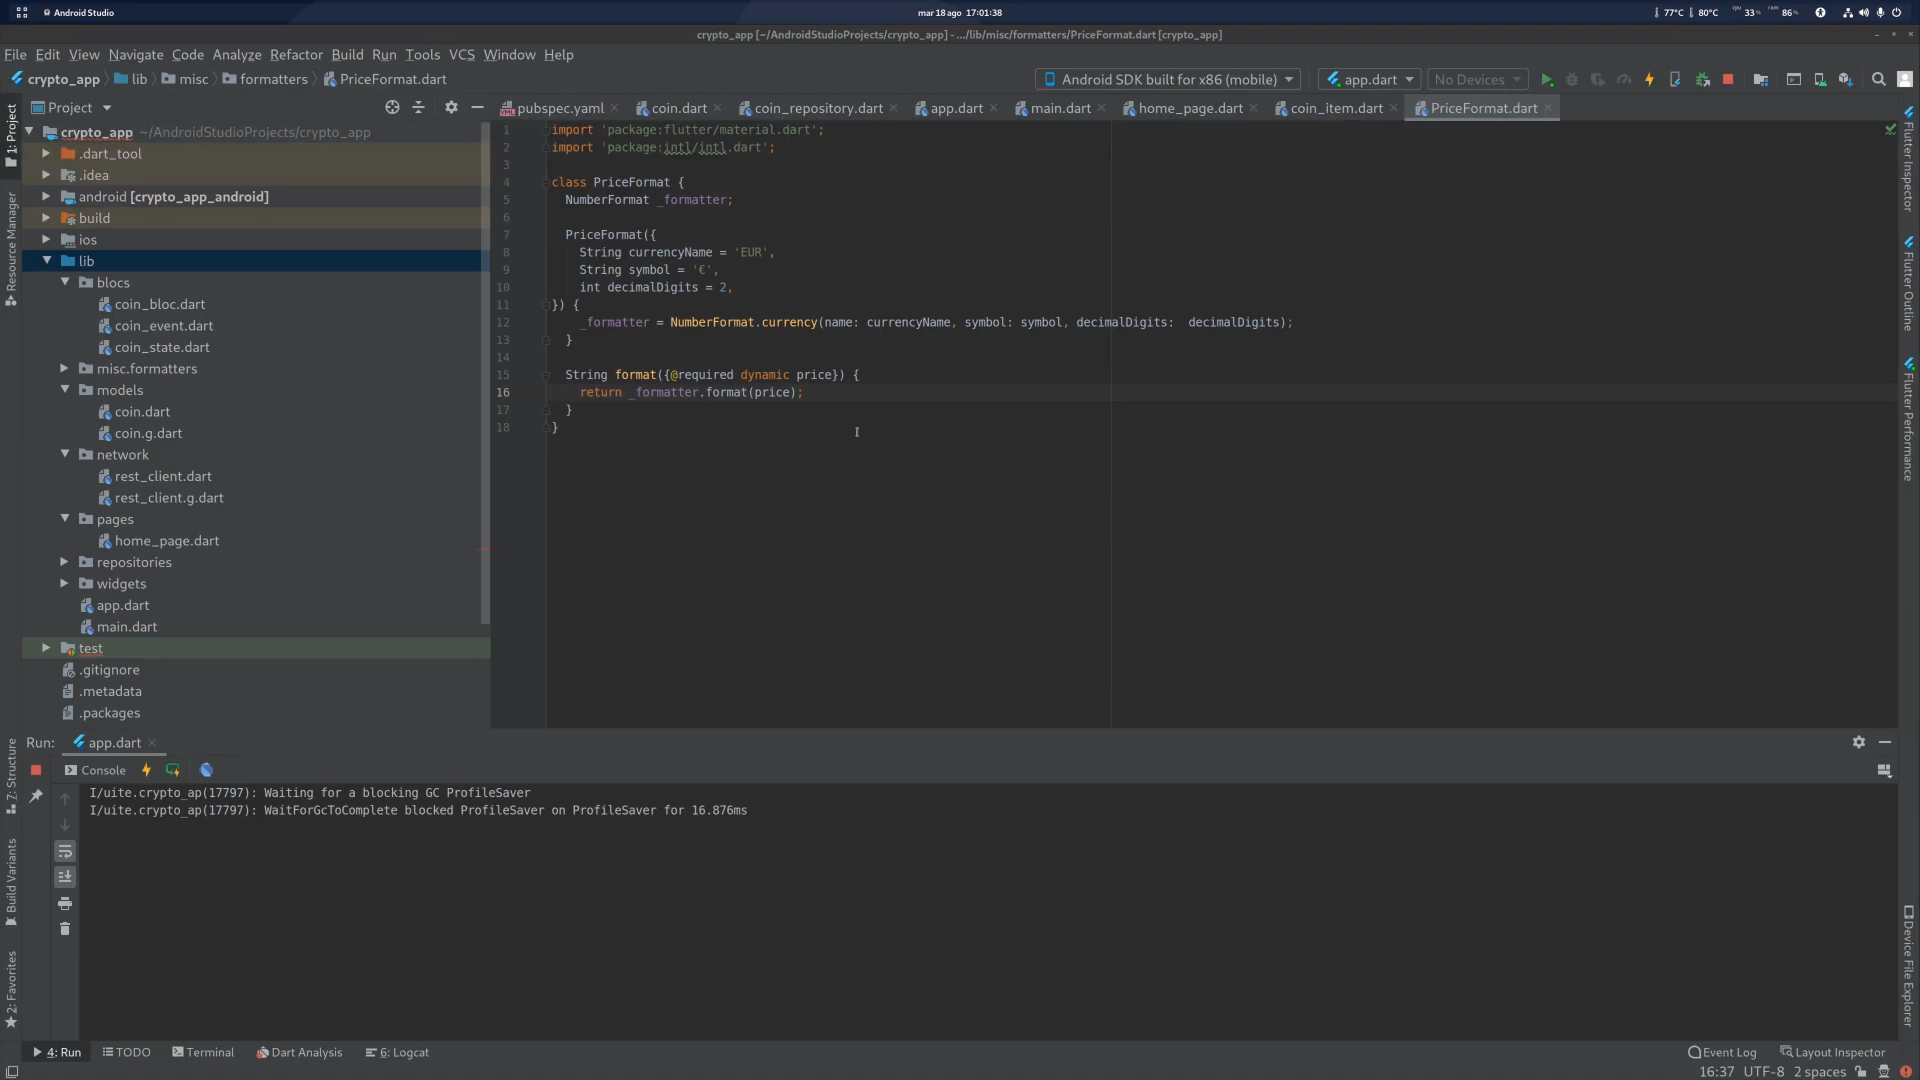 Android Studio
mar 18 ago 17:01:38
77°C 80°C cpu 33% ram 86%
crypto_app [~/AndroidStudioProjects/crypto_app] - .../lib/misc/formatters/PriceFormat.dart [crypto_app]
File Edit View Navigate Code Analyze Refactor Build Run Tools VCS Window Help
crypto_app lib misc formatters PriceFormat.dart
Android SDK built for x86 (mobile) app.dart No Devices
Project
pubspec.yaml coin.dart coin_repository.dart app.dart main.dart home_page.dart coin_item.dart PriceFormat.dart
1: Project
Resource Manager
Z: Structure
Build Variants
2: Favorites
crypto_app ~/AndroidStudioProjects/crypto_app
.dart_tool
.idea
android [crypto_app_android]
build
ios
lib
blocs
coin_bloc.dart
coin_event.dart
coin_state.dart
misc.formatters
models
coin.dart
coin.g.dart
network
rest_client.dart
rest_client.g.dart
pages
home_page.dart
repositories
widgets
app.dart
main.dart
test
.gitignore
.metadata
.packages
1 import 'package:flutter/material.dart';
2 import 'package:intl/intl.dart';
3
4 class PriceFormat {
5 NumberFormat _formatter;
6
7 PriceFormat({
8 String currencyName = 'EUR',
9 String symbol = '€',
10 int decimalDigits = 2,
11 }) {
12 _formatter = NumberFormat.currency(name: currencyName, symbol: symbol, decimalDigits:  decimalDigits);
13 }
14
15 String format({@required dynamic price}) {
16 return _formatter.format(price);
17 }
18 }
Flutter Inspector
Flutter Outline
Flutter Performance
Device File Explorer
Run: app.dart
Console
I/uite.crypto_ap(17797): Waiting for a blocking GC ProfileSaver
I/uite.crypto_ap(17797): WaitForGcToComplete blocked ProfileSaver on ProfileSaver for 16.876ms
4: Run TODO Terminal Dart Analysis 6: Logcat
Event Log Layout Inspector
16:37 UTF-8 2 spaces